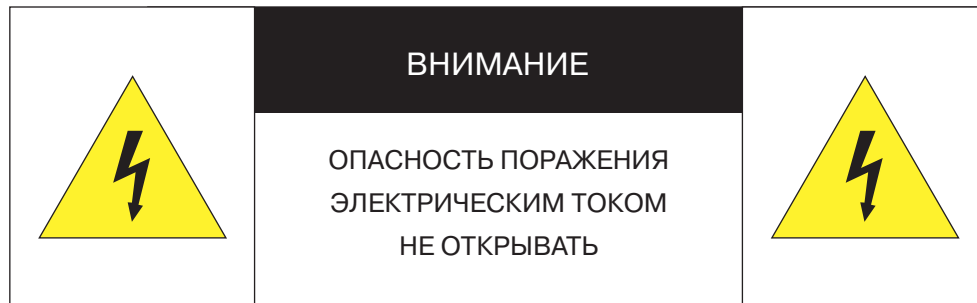 ВНИМАНИЕ
ОПАСНОСТЬ ПОРАЖЕНИЯ
ЭЛЕКТРИЧЕСКИМ ТОКОМ
НЕ ОТКРЫВАТЬ